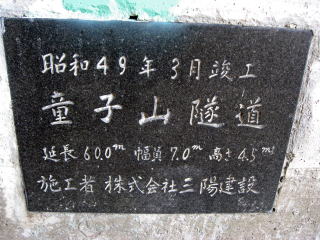 昭和49年3月竣工
童子山隧道
延長60.0m 幅員7.0m 高さ4.5m
施工者 株式会社三陽建設